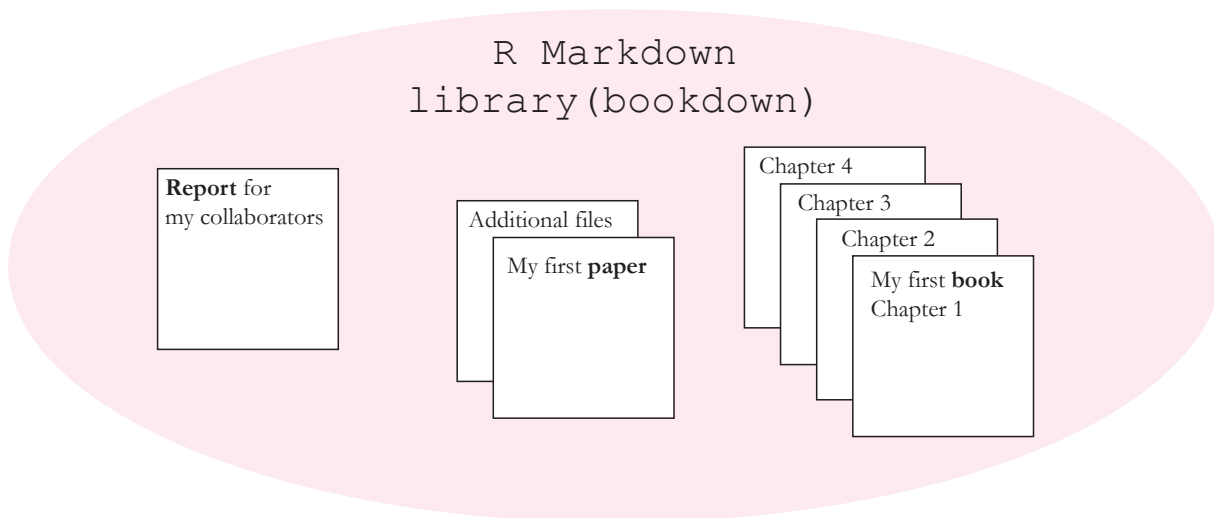 R Markdown
library(bookdown)
Report for
my collaborators
Additional files
My first paper
Chapter 4
Chapter 3
Chapter 2
My first book
Chapter 1